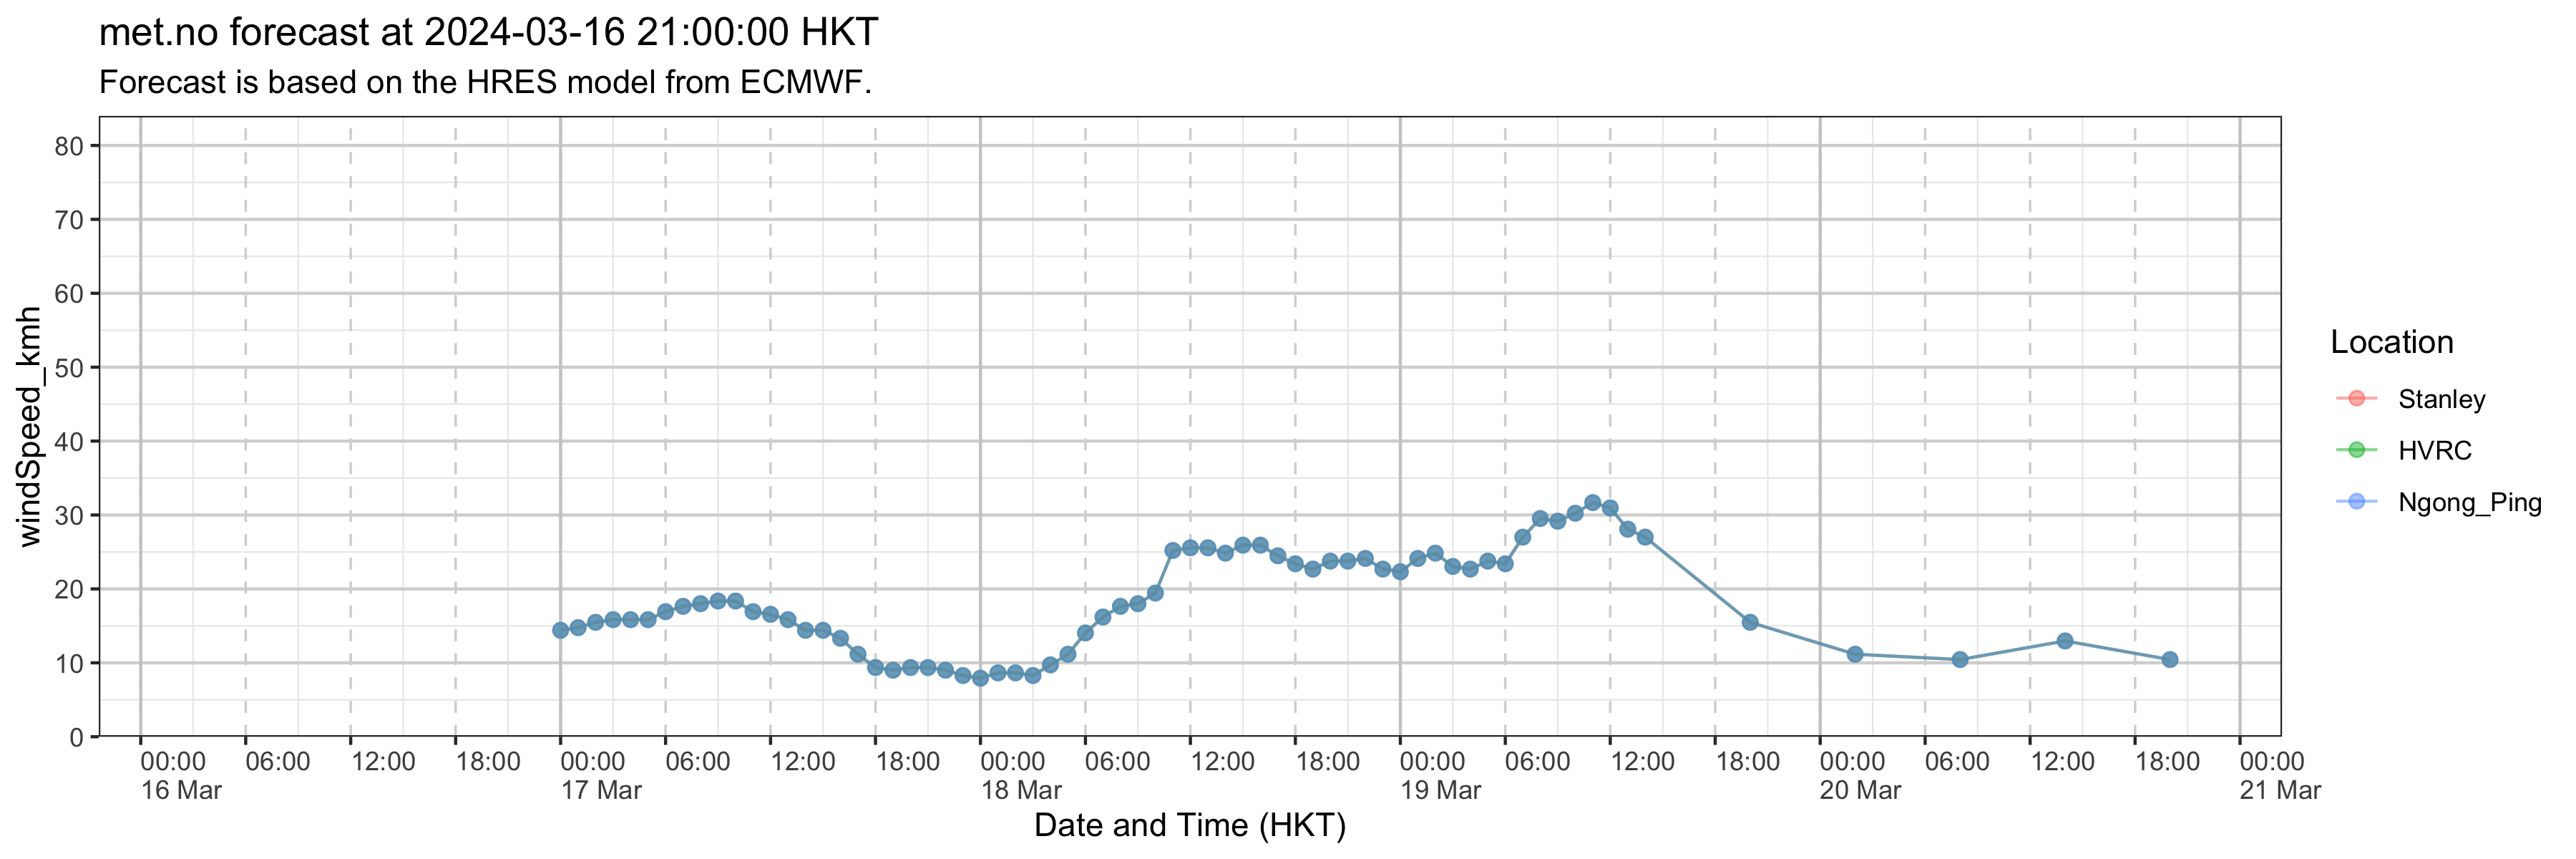 met.no forecast at 2024-03-16 21:00:00 HKT
Forecast is based on the HRES model from ECMWF.
windSpeed_kmh
80
70
60
50
40
30
20
10
0
00:00 06:00 12:00 18:00 00:00 06:00 12:00 18:00 00:00 06:00 12:00 18:00 00:00 06:00 12:00 18:00 00:00 06:00 12:00 18:00 00:00
16 Mar 17 Mar 18 Mar 19 Mar 20 Mar 21 Mar
Date and Time (HKT)
Location
Stanley
HVRC
Ngong_Ping